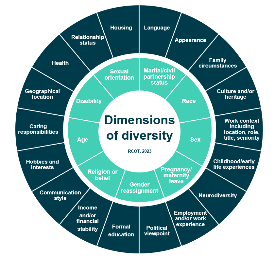 Dimensions
of diversity
RCOT, 2023
Sexual
orientation
Marital/civil
partnership
status
Race
Sex
Pregnancy/
maternity
leave
Gender
reassignment
Religion or
belief
Age
Disability
Housing
Language
Appearance
Family
circumstances
Culture and/or
heritage
Work context
including
location, role,
title, seniority
Childhood/early
life experiences
Neurodiversity
Employment
and/or work
experience
Political
viewpoint
Formal
education
Income
and/or
financial
stability
Communication
style
Hobbies and
interests
Caring
responsibilities
Geographical
location
Health
Relationship
status